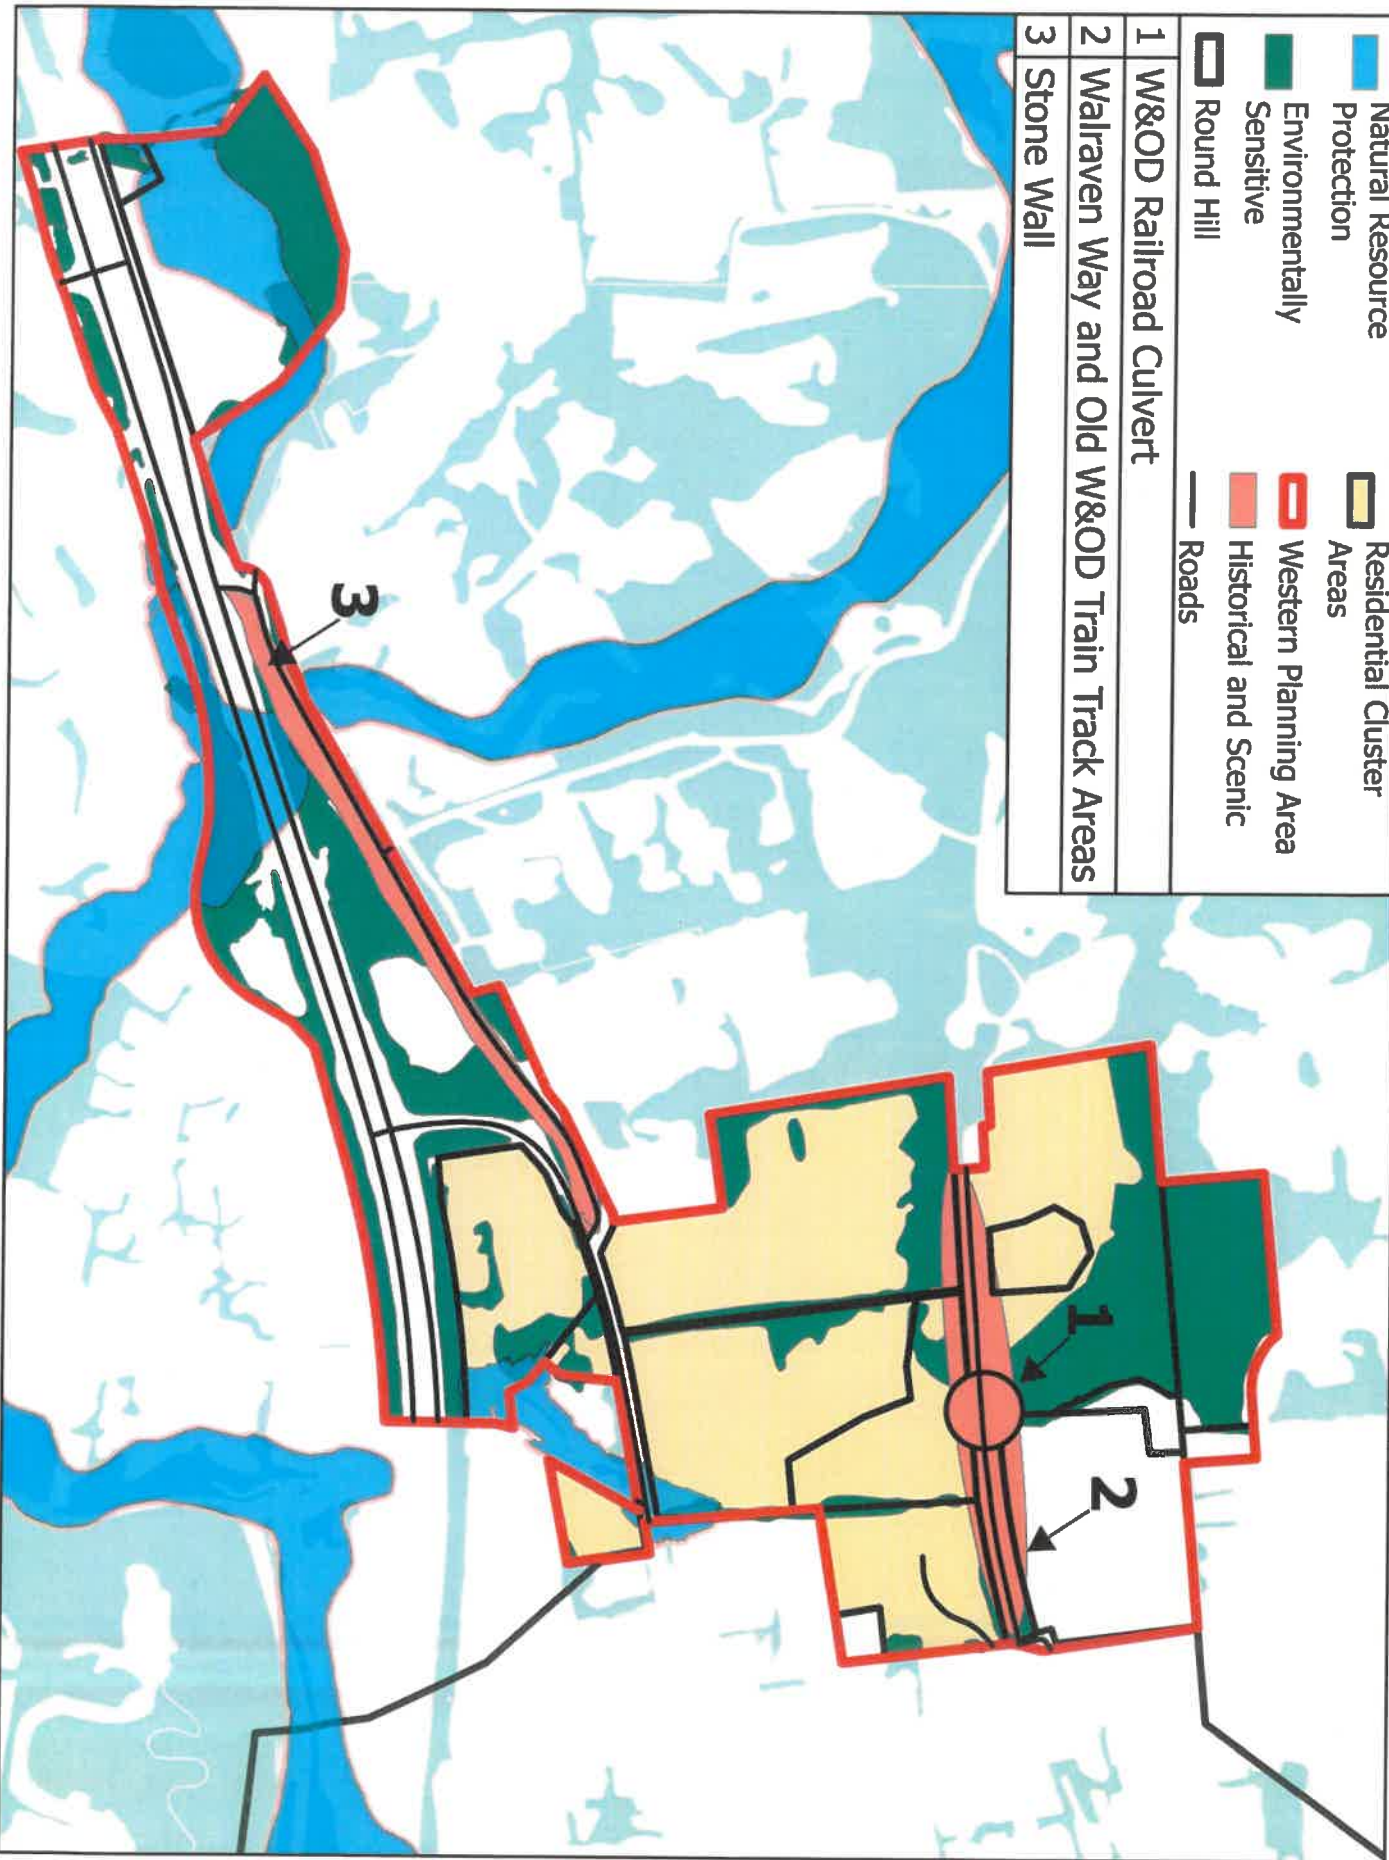 Natural Resource
Protection
Environmentally
Sensitive
Round Hill
Residential Cluster
Areas
Western Planning Area
Historical and Scenic
Roads
1 W&OD Railroad Culvert
2 Walraven Way and Old W&OD Train Track Areas
3 Stone Wall
1
2
3